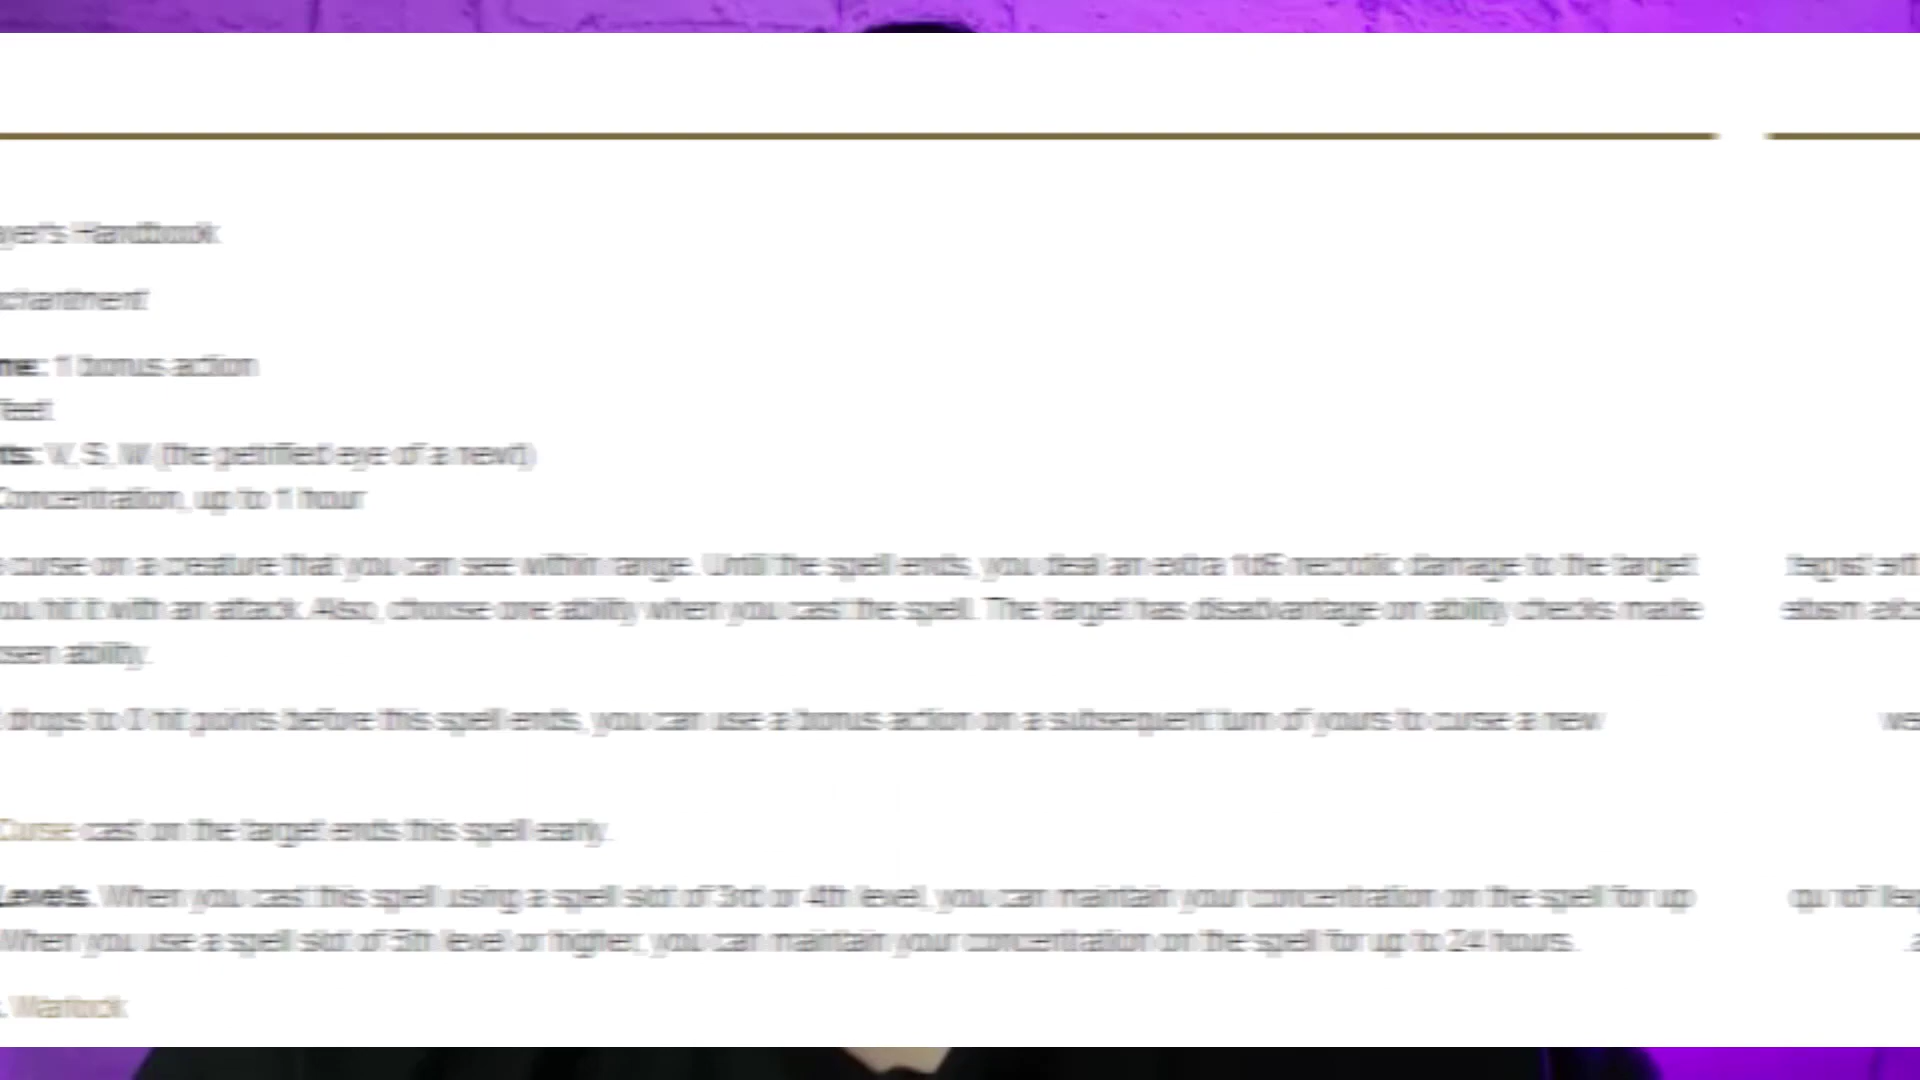 yer's Handbook
chantment
me: 1 bonus action
feet
ts: V, S, M (the petrified eye of a newt)
Concentration, up to 1 hour
curse on a creature that you can see within range. Until the spell ends, you deal an extra 1d6 necrotic damage to the target
ou hit it with an attack. Also, choose one ability when you cast the spell. The target has disadvantage on ability checks made
osen ability.
drops to 0 hit points before this spell ends, you can use a bonus action on a subsequent turn of yours to curse a new
Curse cast on the target ends this spell early.
Levels. When you cast this spell using a spell slot of 3rd or 4th level, you can maintain your concentration on the spell for up
When you use a spell slot of 5th level or higher, you can maintain your concentration on the spell for up to 24 hours.
Warlock